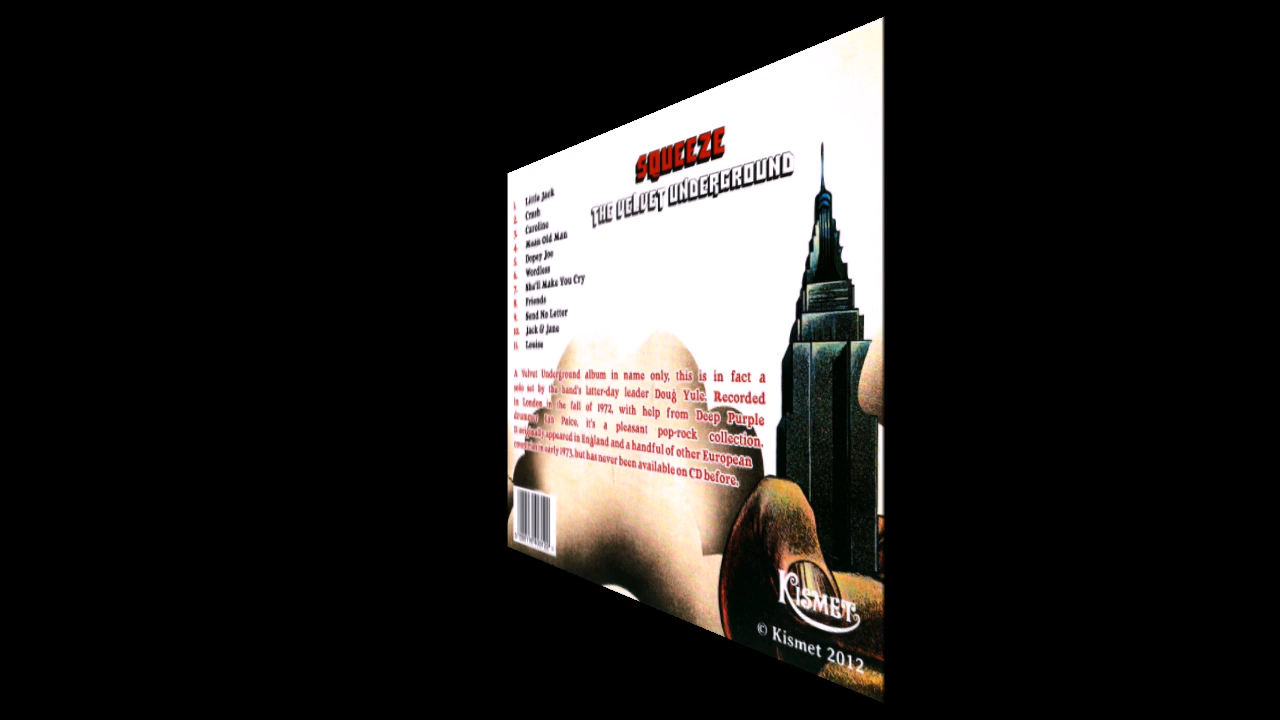 SQUEEZE
THE VELVET UNDERGROUND
1. Little Jack
2. Crash
3. Caroline
4. Mean Old Man
5. Dopey Joe
6. Wordless
7. She'll Make You Cry
8. Friends
9. Send No Letter
10. Jack & Jane
11. Louise
A Velvet Underground album in name only, this is in fact a
solo set by the band's latter-day leader Doug Yule. Recorded
in London in the fall of 1972, with help from Deep Purple
drummer Ian Paice, it's a pleasant pop-rock collection.
It originally appeared in England and a handful of other European
countries in early 1973, but has never been available on CD before.
KISMET
© Kismet 2012